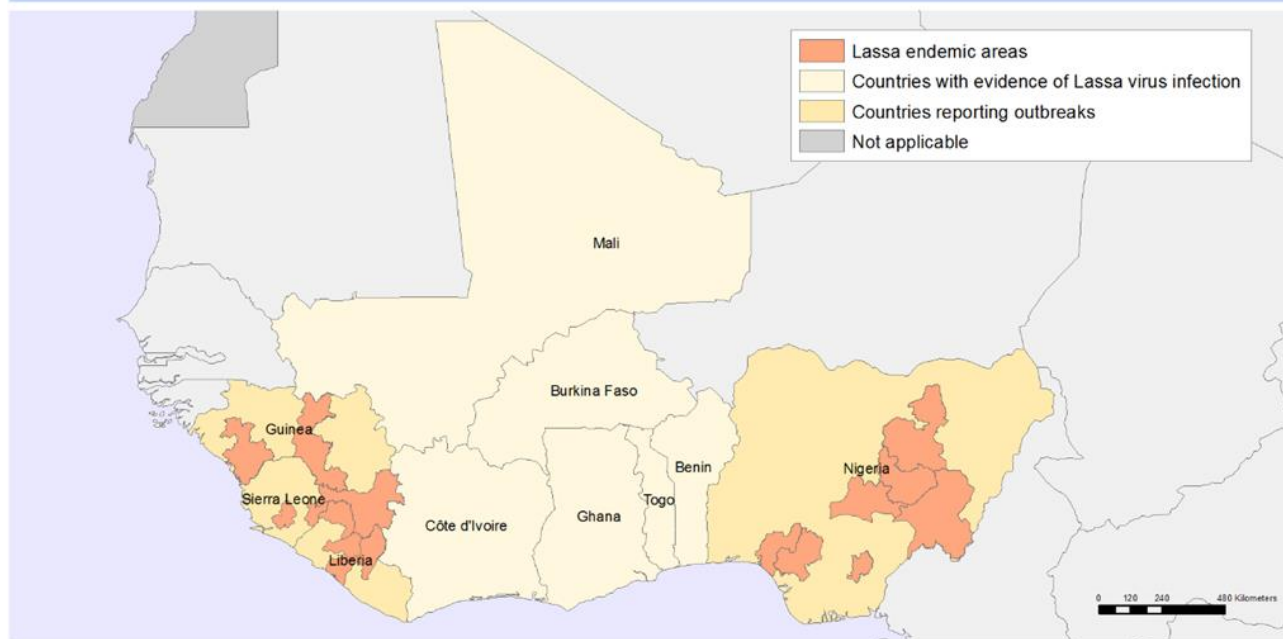 Lassa endemic areas
Countries with evidence of Lassa virus infection
Countries reporting outbreaks
Not applicable
Mali
Burkina Faso
Guinea
Benin
Nigeria
Sierra Leone
Togo
Ghana
Côte d'Ivoire
Liberia
0 120 240 480 Kilometers